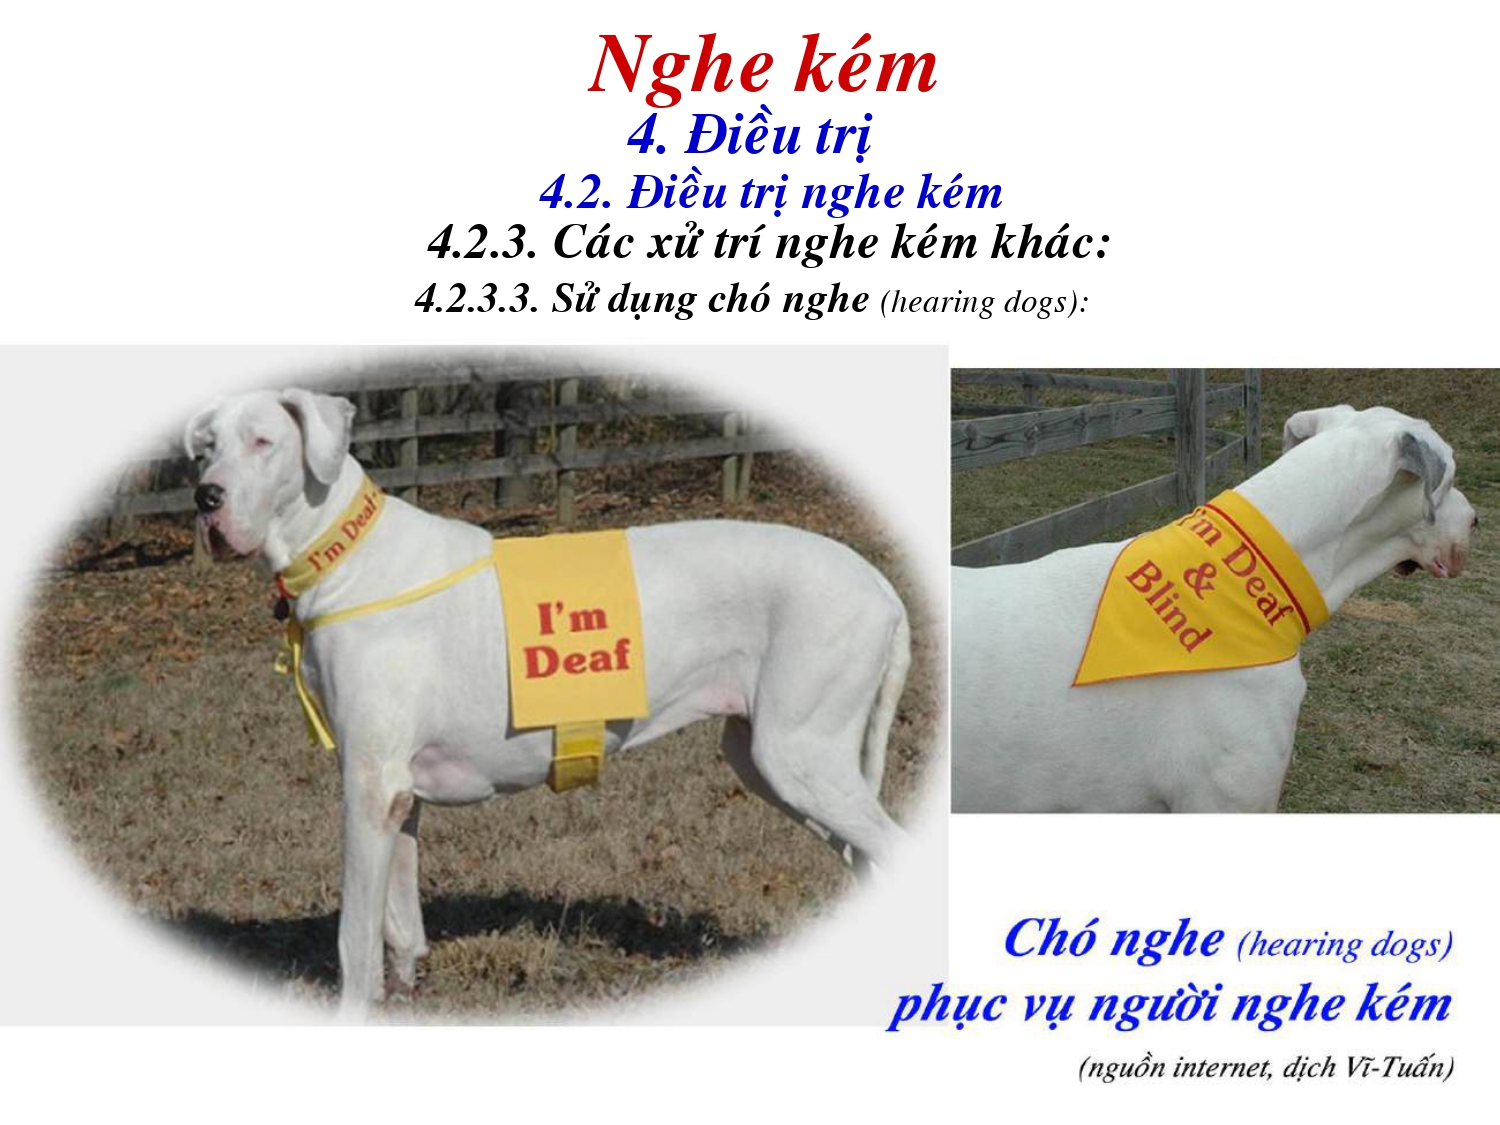 Nghe kém
4. Điều trị
4.2. Điều trị nghe kém
4.2.3. Các xử trí nghe kém khác:
4.2.3.3. Sử dụng chó nghe (hearing dogs):
I'm Deaf
I'm
Deaf
I'm Deaf
&
Blind
Chó nghe (hearing dogs)
phục vụ người nghe kém
(nguồn internet, dịch Vĩ-Tuấn)